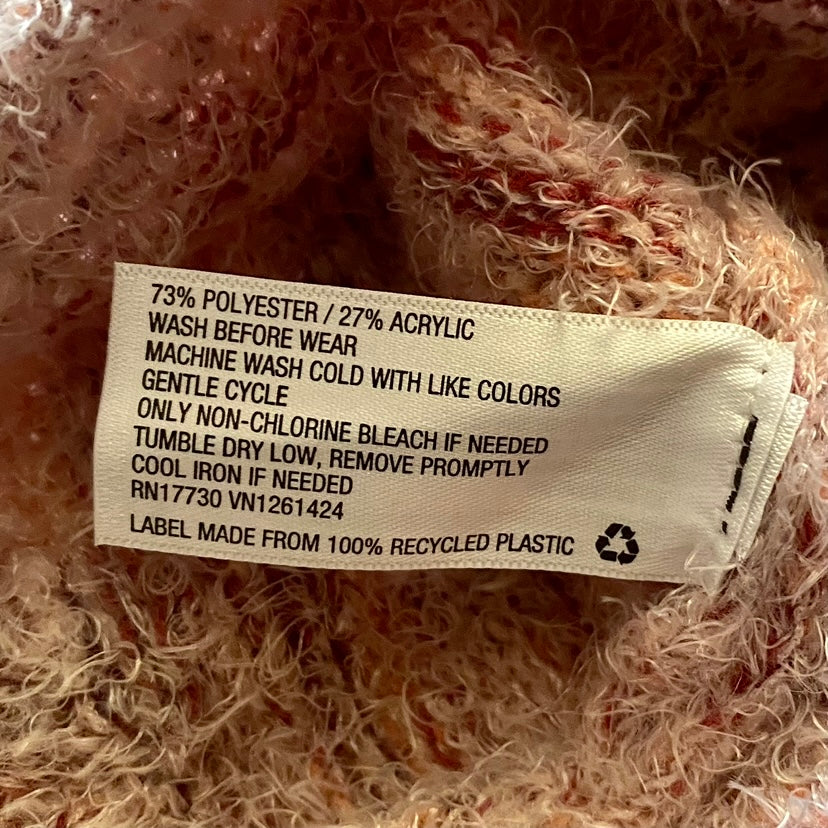 73% POLYESTER / 27% ACRYLIC
WASH BEFORE WEAR
MACHINE WASH COLD WITH LIKE COLORS
GENTLE CYCLE
ONLY NON-CHLORINE BLEACH IF NEEDED
TUMBLE DRY LOW, REMOVE PROMPTLY
COOL IRON IF NEEDED
RN17730 VN1261424
LABEL MADE FROM 100% RECYCLED PLASTIC